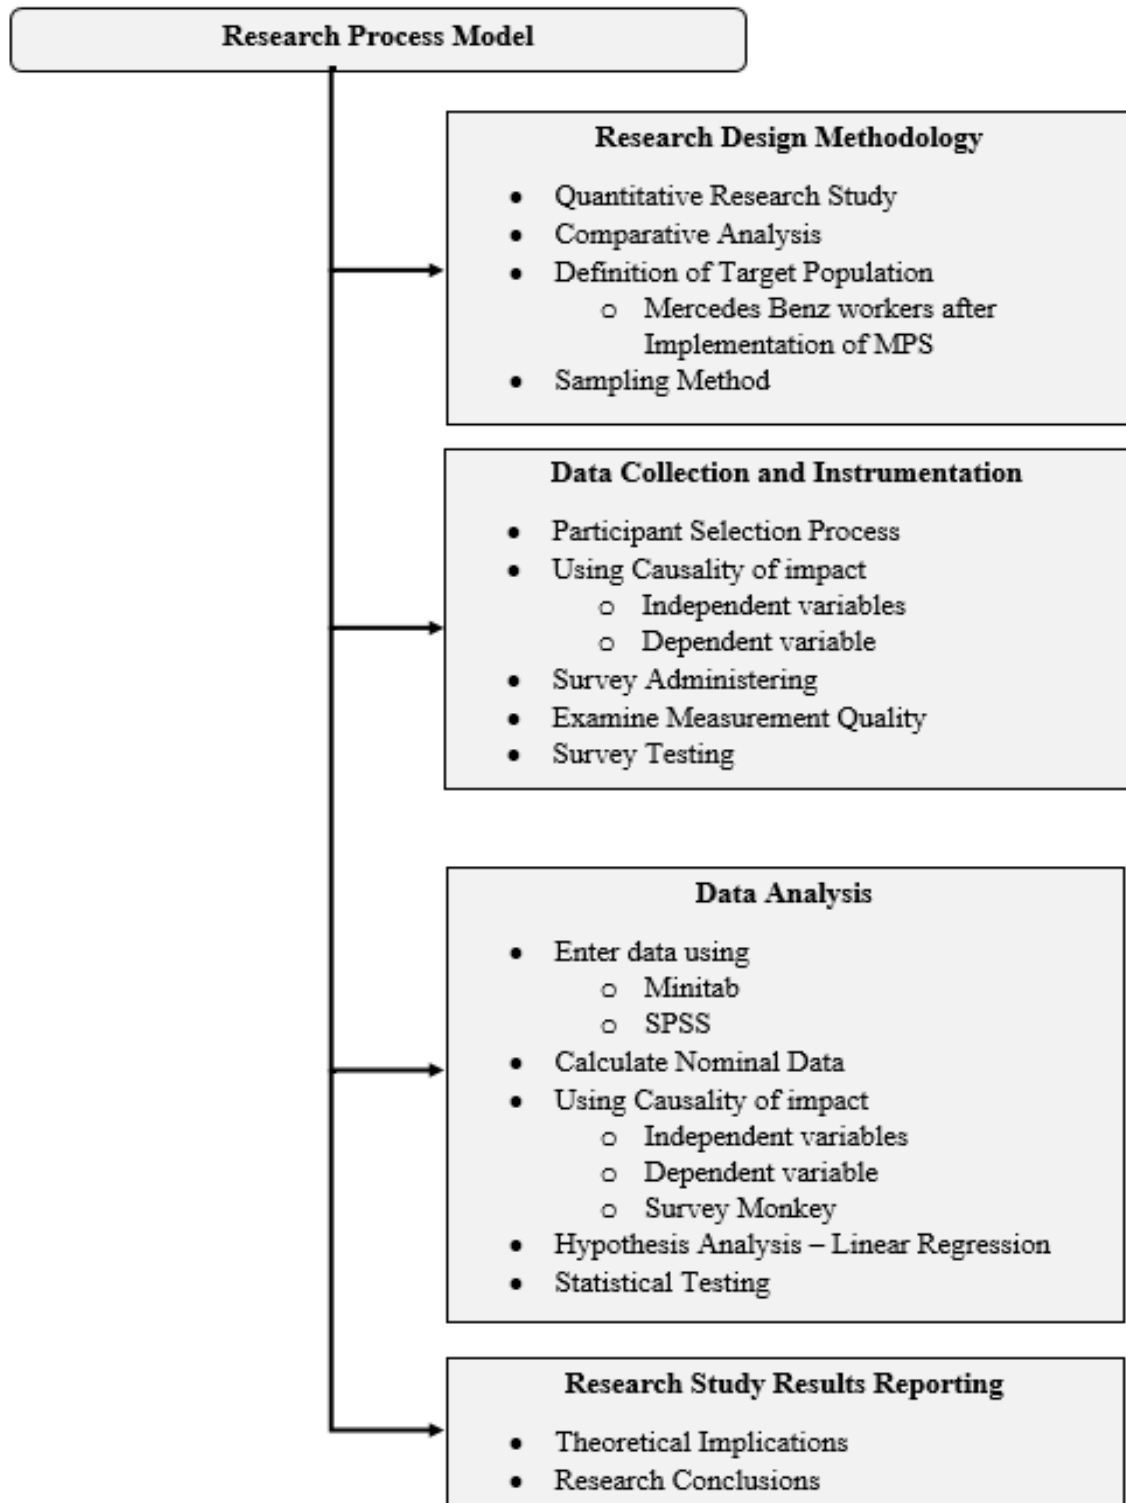 Research Process Model
Research Design Methodology
• Quantitative Research Study
• Comparative Analysis
• Definition of Target Population
o Mercedes Benz workers after
Implementation of MPS
• Sampling Method
Data Collection and Instrumentation
• Participant Selection Process
• Using Causality of impact
o Independent variables
o Dependent variable
• Survey Administering
• Examine Measurement Quality
• Survey Testing
Data Analysis
• Enter data using
o Minitab
o SPSS
• Calculate Nominal Data
• Using Causality of impact
o Independent variables
o Dependent variable
o Survey Monkey
• Hypothesis Analysis – Linear Regression
• Statistical Testing
Research Study Results Reporting
• Theoretical Implications
• Research Conclusions